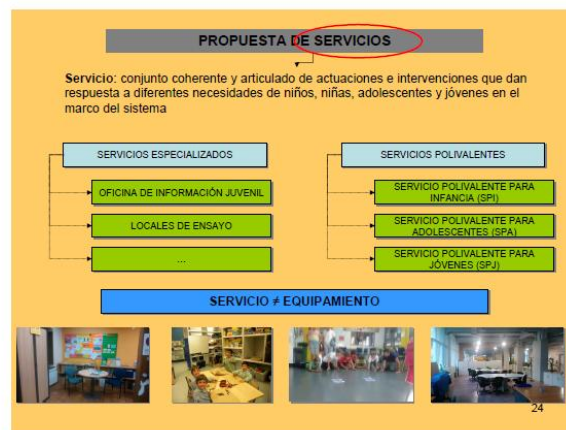 PROPUESTA DE SERVICIOS
Servicio: conjunto coherente y articulado de actuaciones e intervenciones que dan
respuesta a diferentes necesidades de niños, niñas, adolescentes y jóvenes en el
marco del sistema
SERVICIOS ESPECIALIZADOS
OFICINA DE INFORMACIÓN JUVENIL
LOCALES DE ENSAYO
...
SERVICIOS POLIVALENTES
SERVICIO POLIVALENTE PARA
INFANCIA (SPI)
SERVICIO POLIVALENTE PARA
ADOLESCENTES (SPA)
SERVICIO POLIVALENTE PARA
JÓVENES (SPJ)
SERVICIO ≠ EQUIPAMIENTO
24